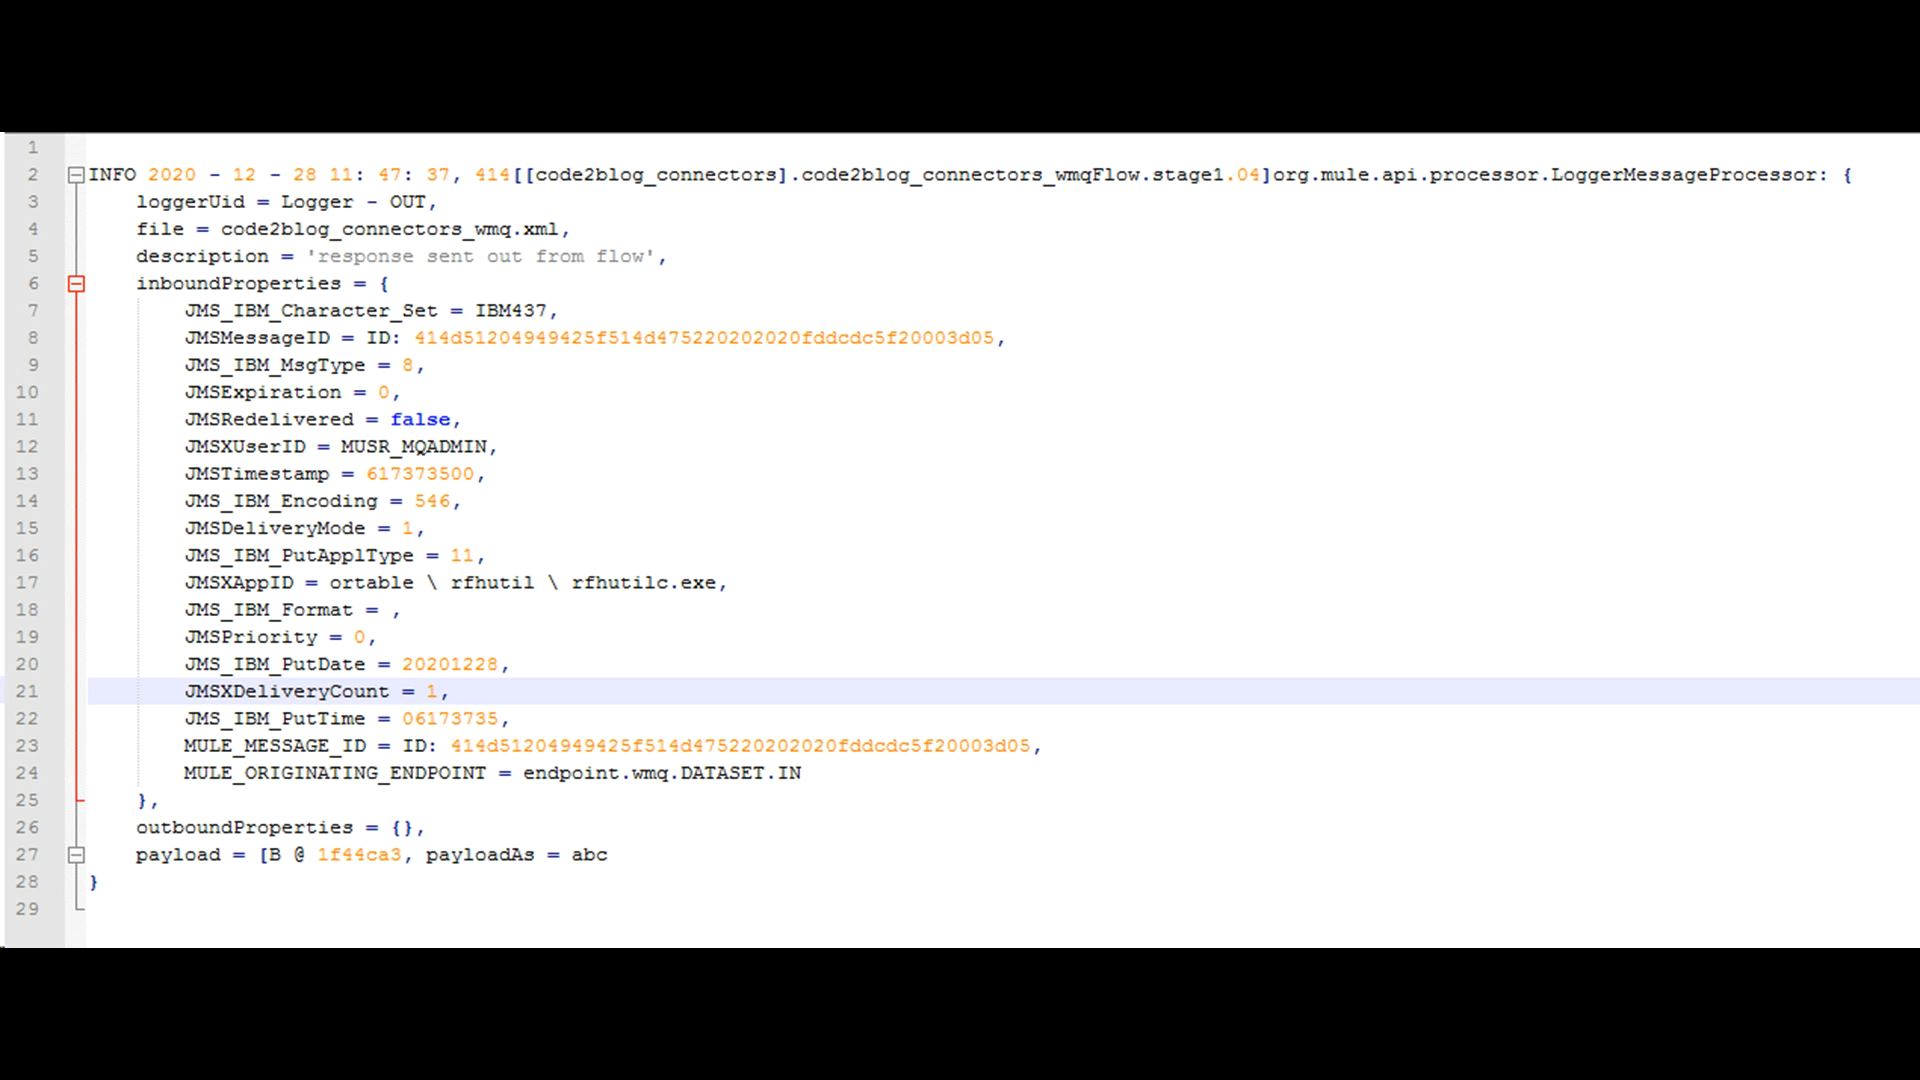 1
2 INFO 2020 - 12 - 28 11: 47: 37, 414[[code2blog_connectors].code2blog_connectors_wmqFlow.stage1.04]org.mule.api.processor.LoggerMessageProcessor: {
3 loggerUid = Logger - OUT,
4 file = code2blog_connectors_wmq.xml,
5 description = 'response sent out from flow',
6 inboundProperties = {
7 JMS_IBM_Character_Set = IBM437,
8 JMSMessageID = ID: 414d51204949425f514d475220202020fddcdc5f20003d05,
9 JMS_IBM_MsgType = 8,
10 JMSExpiration = 0,
11 JMSRedelivered = false,
12 JMSXUserID = MUSR_MQADMIN,
13 JMSTimestamp = 617373500,
14 JMS_IBM_Encoding = 546,
15 JMSDeliveryMode = 1,
16 JMS_IBM_PutApplType = 11,
17 JMSXAppID = ortable \ rfhutil \ rfhutilc.exe,
18 JMS_IBM_Format = ,
19 JMSPriority = 0,
20 JMS_IBM_PutDate = 20201228,
21 JMSXDeliveryCount = 1,
22 JMS_IBM_PutTime = 06173735,
23 MULE_MESSAGE_ID = ID: 414d51204949425f514d475220202020fddcdc5f20003d05,
24 MULE_ORIGINATING_ENDPOINT = endpoint.wmq.DATASET.IN
25 },
26 outboundProperties = {},
27 payload = [B @ 1f44ca3, payloadAs = abc
28 }
29